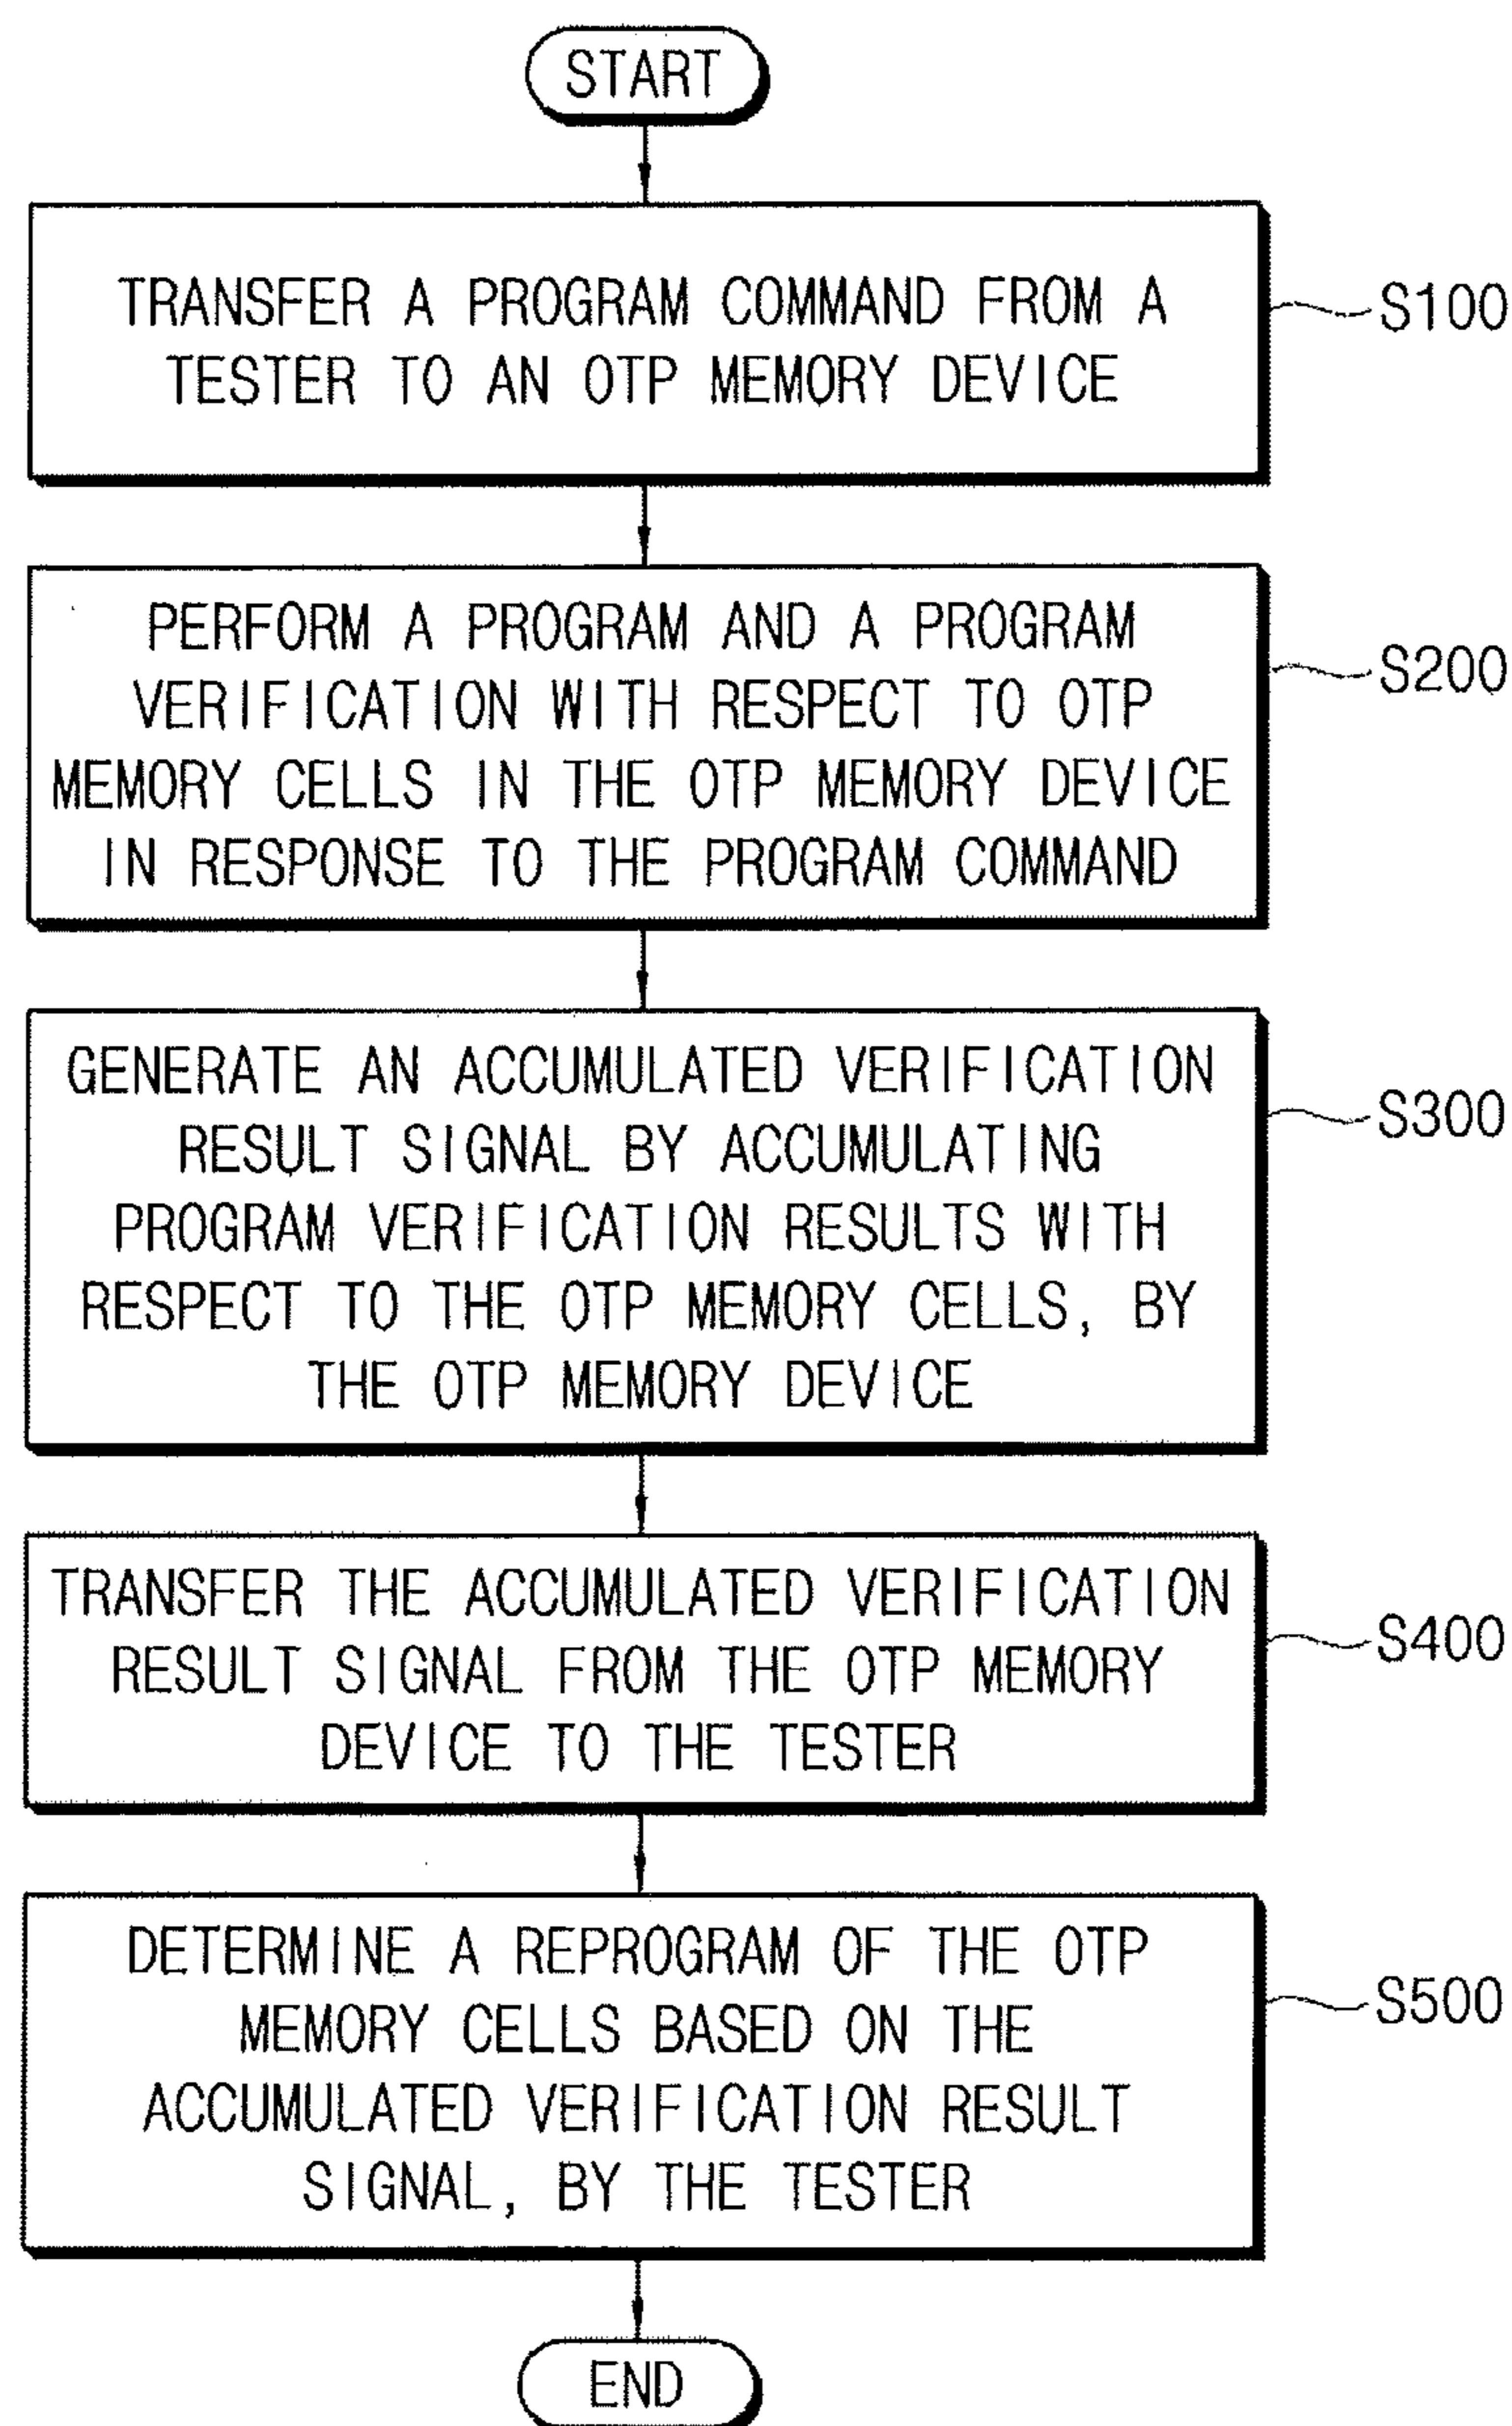 START
TRANSFER A PROGRAM COMMAND FROM A
TESTER TO AN OTP MEMORY DEVICE
S100
PERFORM A PROGRAM AND A PROGRAM
VERIFICATION WITH RESPECT TO OTP
MEMORY CELLS IN THE OTP MEMORY DEVICE
IN RESPONSE TO THE PROGRAM COMMAND
S200
GENERATE AN ACCUMULATED VERIFICATION
RESULT SIGNAL BY ACCUMULATING
PROGRAM VERIFICATION RESULTS WITH
RESPECT TO THE OTP MEMORY CELLS, BY
THE OTP MEMORY DEVICE
S300
TRANSFER THE ACCUMULATED VERIFICATION
RESULT SIGNAL FROM THE OTP MEMORY
DEVICE TO THE TESTER
S400
DETERMINE A REPROGRAM OF THE OTP
MEMORY CELLS BASED ON THE
ACCUMULATED VERIFICATION RESULT
SIGNAL, BY THE TESTER
S500
END